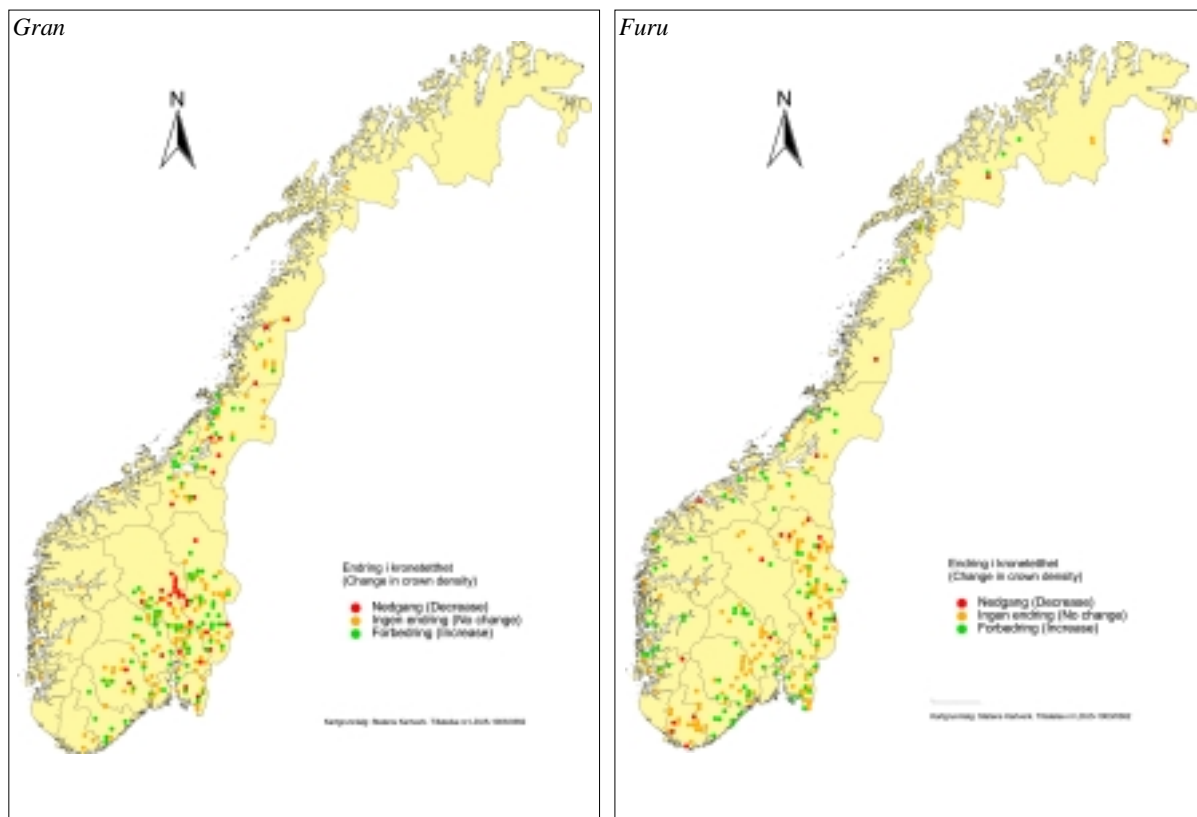 Gran
N
Endring i kronetetthet
(Change in crown density)
Nedgang (Decrease)
Ingen endring (No change)
Forbedring (Increase)
Furu
N
Endring i kronetetthet
(Change in crown density)
Nedgang (Decrease)
Ingen endring (No change)
Forbedring (Increase)